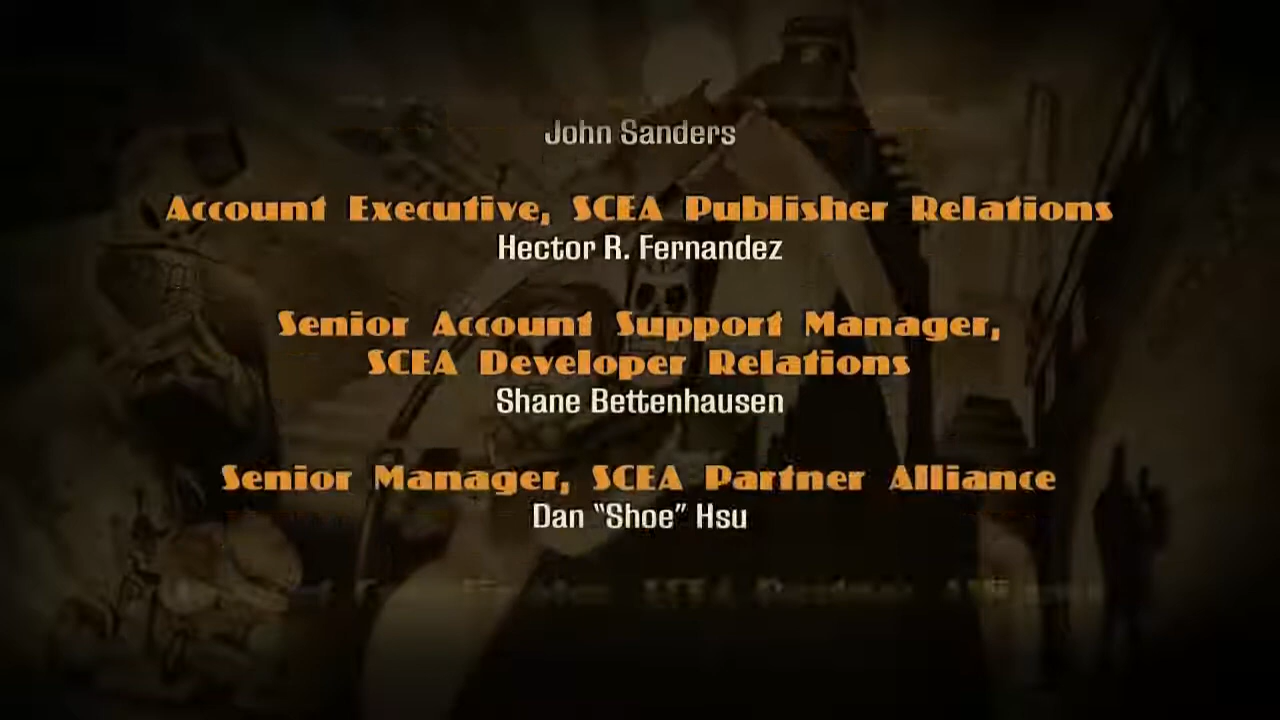 John Sanders
Account Executive, SCEA Publisher Relations
Hector R. Fernandez
Senior Account Support Manager,
SCEA Developer Relations
Shane Bettenhausen
Senior Manager, SCEA Partner Alliance
Dan “Shoe” Hsu